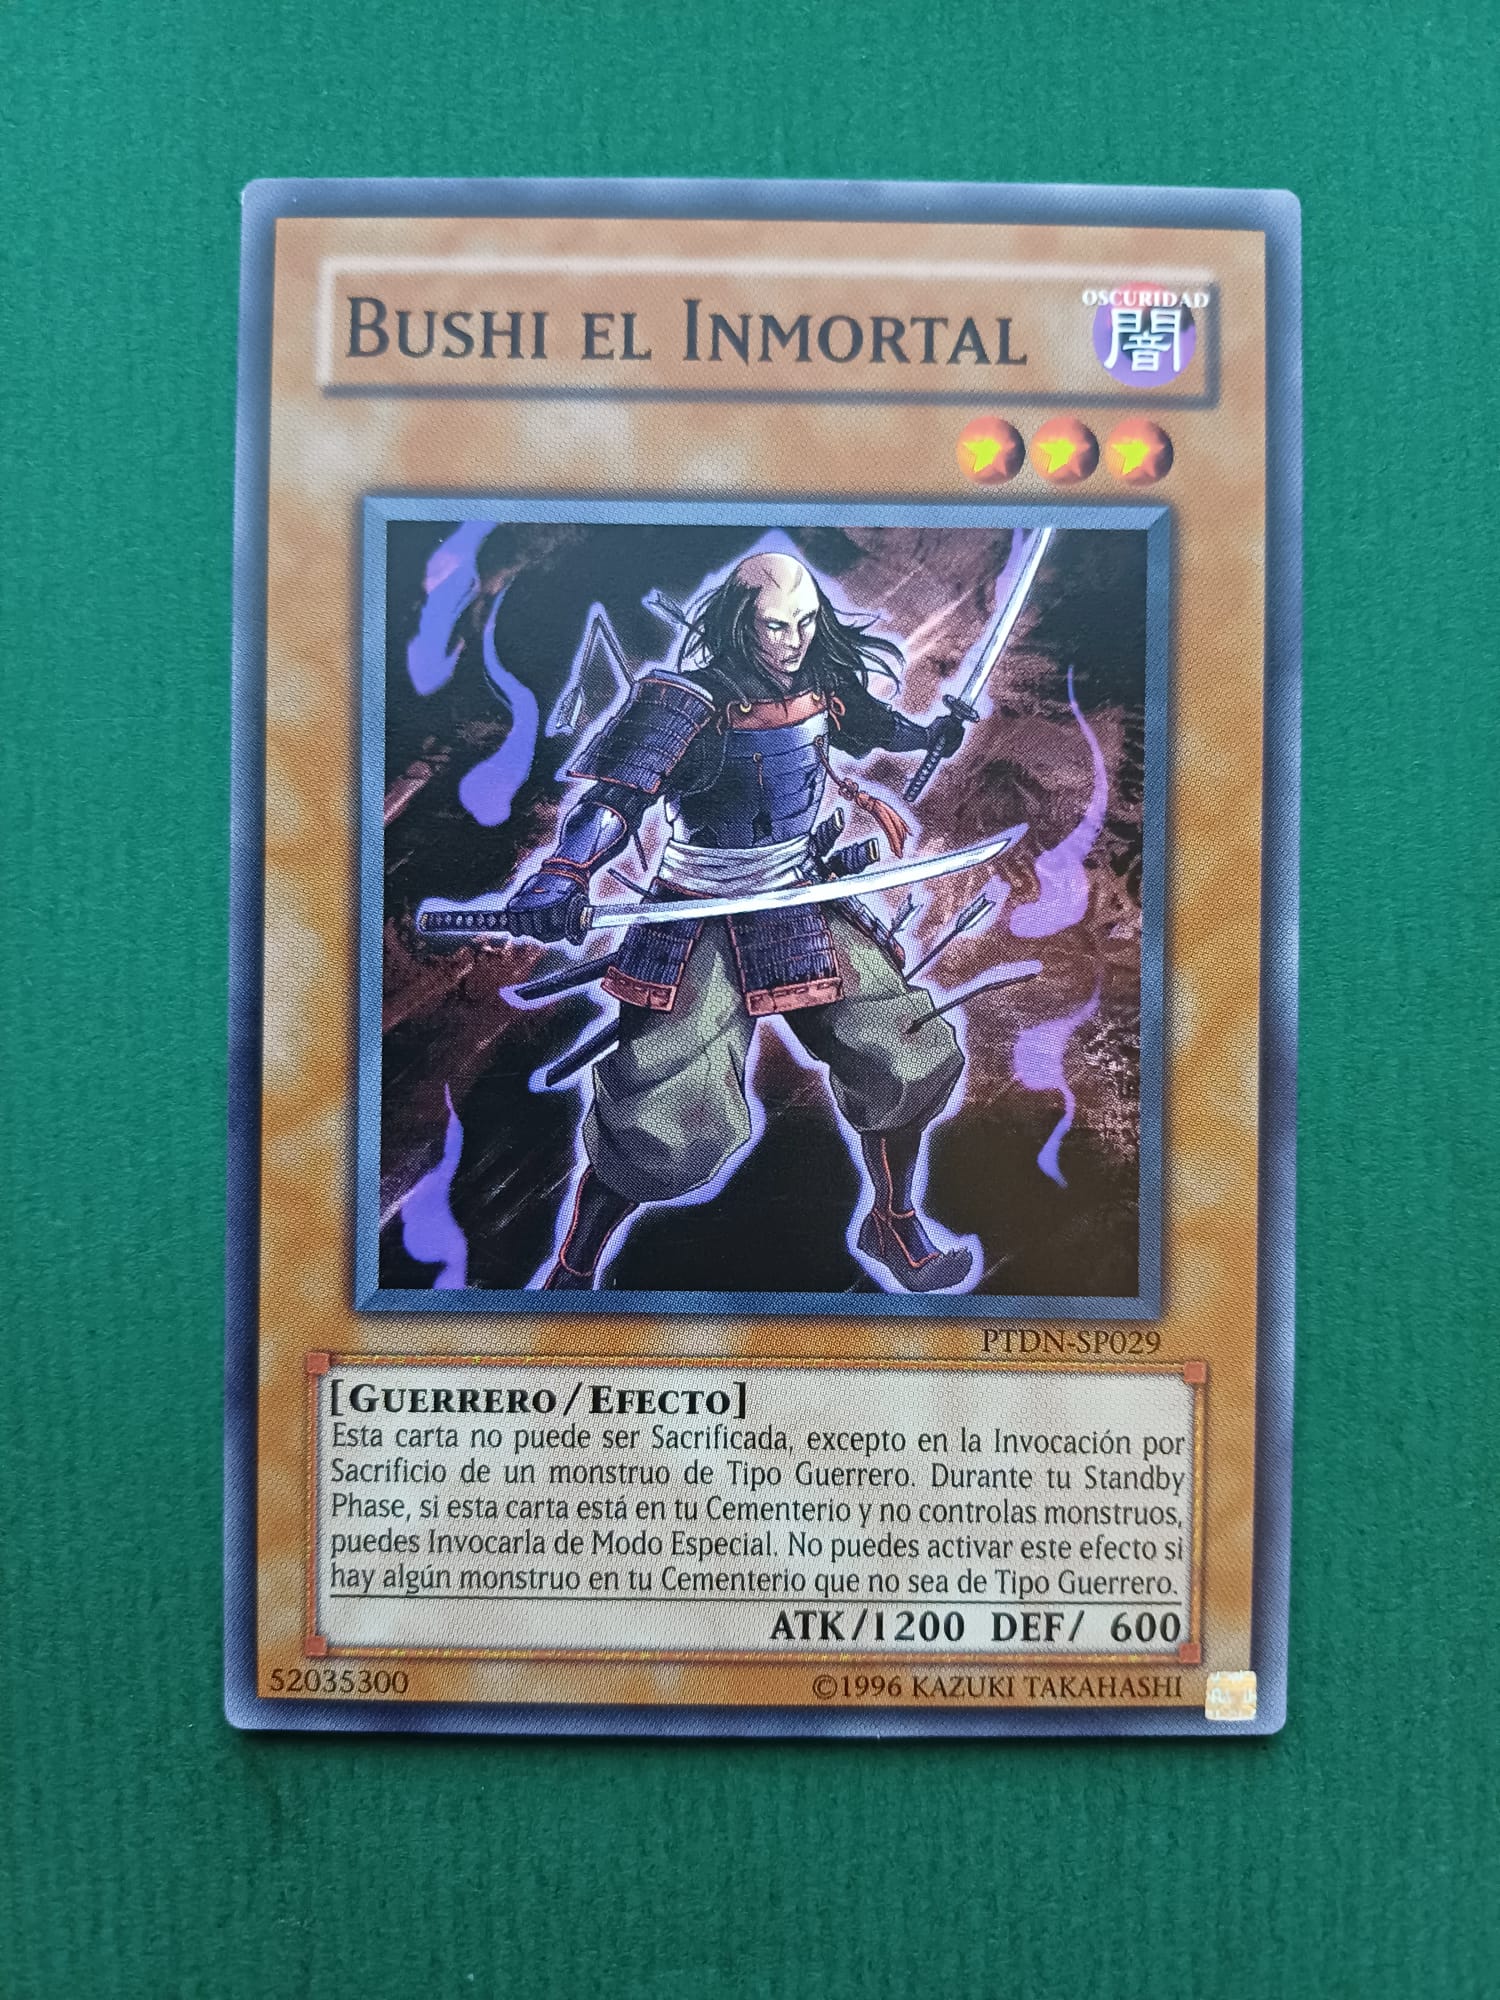 BUSHI EL INMORTAL
OSCURIDAD
闇
PTDN-SP029
[GUERRERO/EFECTO]
Esta carta no puede ser Sacrificada, excepto en la Invocación por
Sacrificio de un monstruo de Tipo Guerrero. Durante tu Standby
Phase, si esta carta está en tu Cementerio y no controlas monstruos,
puedes Invocarla de Modo Especial. No puedes activar este efecto si
hay algún monstruo en tu Cementerio que no sea de Tipo Guerrero.
ATK/1200 DEF/ 600
52035300
©1996 KAZUKI TAKAHASHI